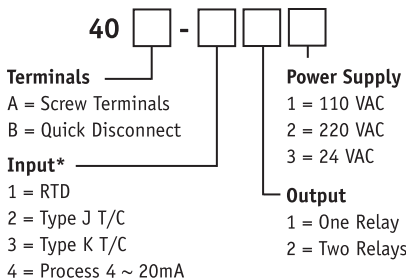 40 -
Terminals
A = Screw Terminals
B = Quick Disconnect
Input*
1 = RTD
2 = Type J T/C
3 = Type K T/C
4 = Process 4 ~ 20mA
Power Supply
1 = 110 VAC
2 = 220 VAC
3 = 24 VAC
Output
1 = One Relay
2 = Two Relays